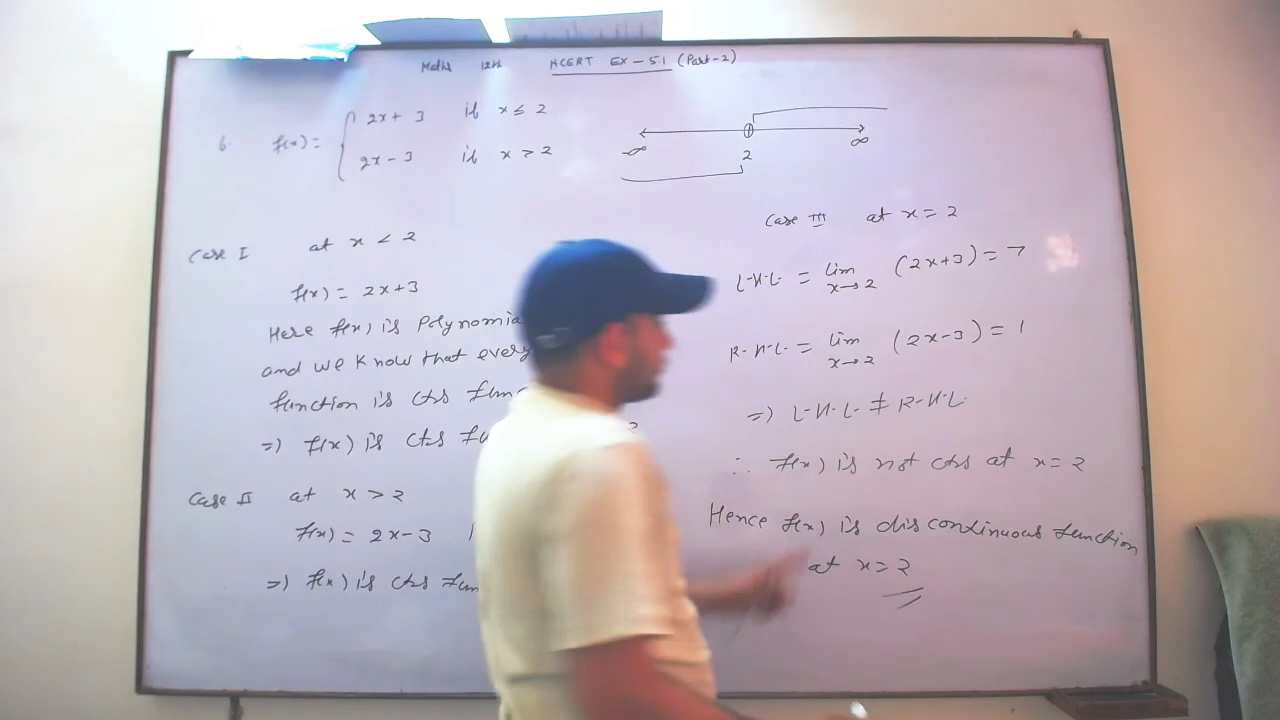 Maths 12th NCERT EX-5.1 (Part-2)
6. f(x) = { 2x+3 if x ≤ 2
2x-3 if x > 2
-∞ 2 ∞
Case I at x < 2
f(x) = 2x+3
Here f(x) is Polynomia
and we know that every
function is cts func
=> f(x) is cts fu 2
Case II at x > 2
f(x) = 2x-3
=> f(x) is cts fun
Case III at x = 2
L.H.L. = lim x→2 (2x+3) = 7
R.H.L. = lim x→2 (2x-3) = 1
=> L.H.L. ≠ R.H.L.
∴ f(x) is not cts at x = 2
Hence f(x) is discontinuous function
at x = 2